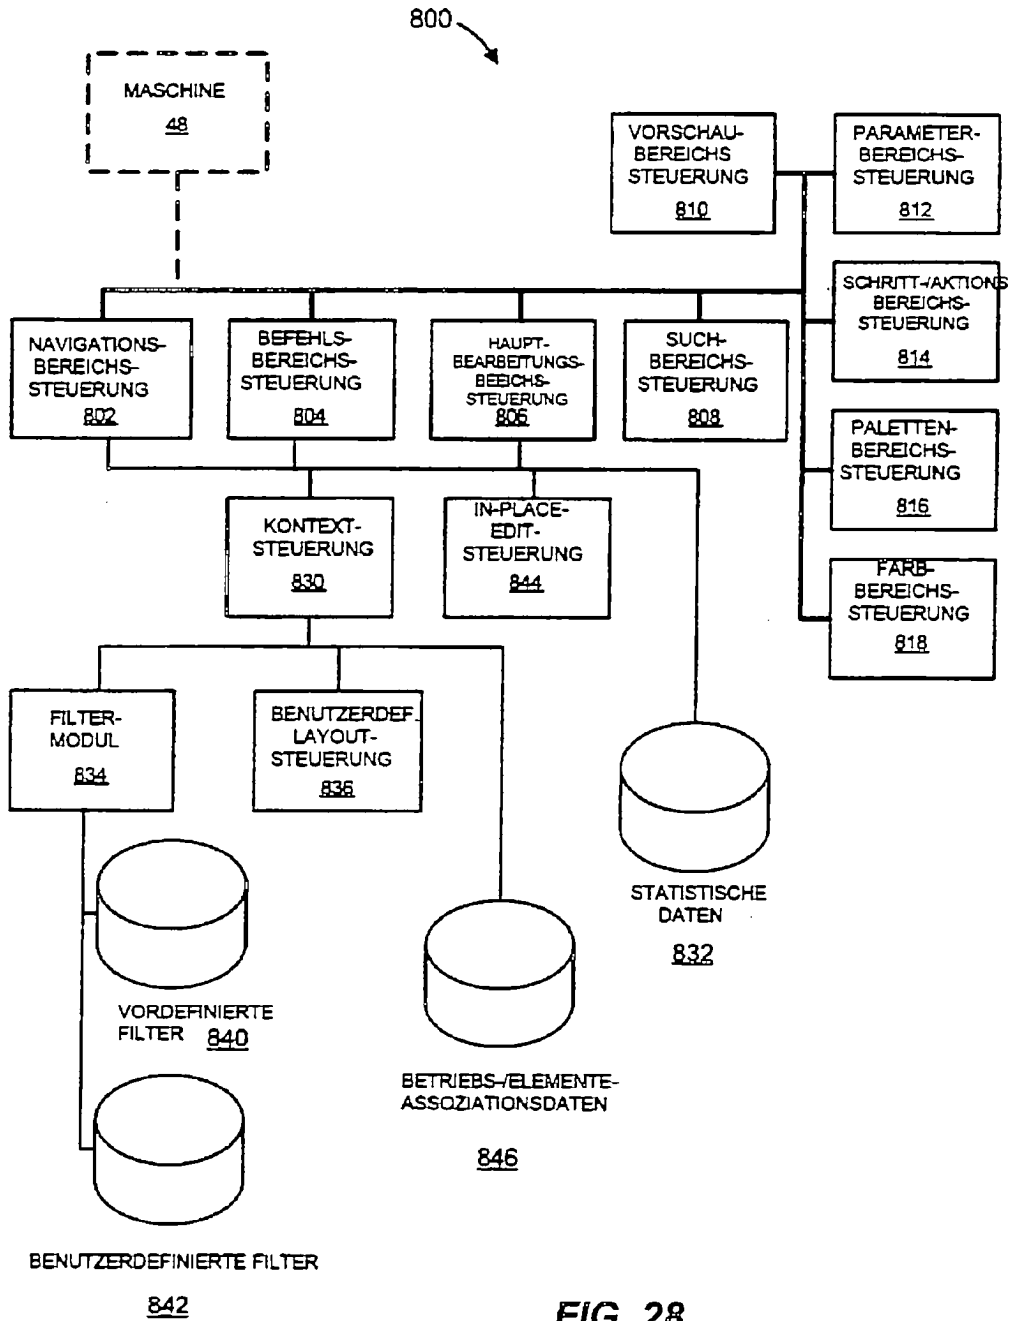 800
MASCHINE
48
VORSCHAU-
BEREICHS
STEUERUNG
810
PARAMETER-
BEREICHS-
STEUERUNG
812
SCHRITT-/AKTIONS
BEREICHS-
STEUERUNG
814
NAVIGATIONS-
BEREICHS-
STEUERUNG
802
BEFEHLS-
BEREICHS-
STEUERUNG
804
HAUPT-
BEARBEITUNGS-
BEEICHS-
STEUERUNG
806
SUCH-
BEREICHS-
STEUERUNG
808
PALETTEN-
BEREICHS-
STEUERUNG
816
KONTEXT-
STEUERUNG
830
IN-PLACE-
EDIT-
STEUERUNG
844
FARB-
BEREICHS-
STEUERUNG
818
FILTER-
MODUL
834
BENUTZERDEF.
LAYOUT-
STEUERUNG
836
STATISTISCHE
DATEN
832
VORDEFINIERTE
FILTER 840
BETRIEBS-/ELEMENTE-
ASSOZIATIONSDATEN
846
BENUTZERDEFINIERTE FILTER
842
FIG. 28